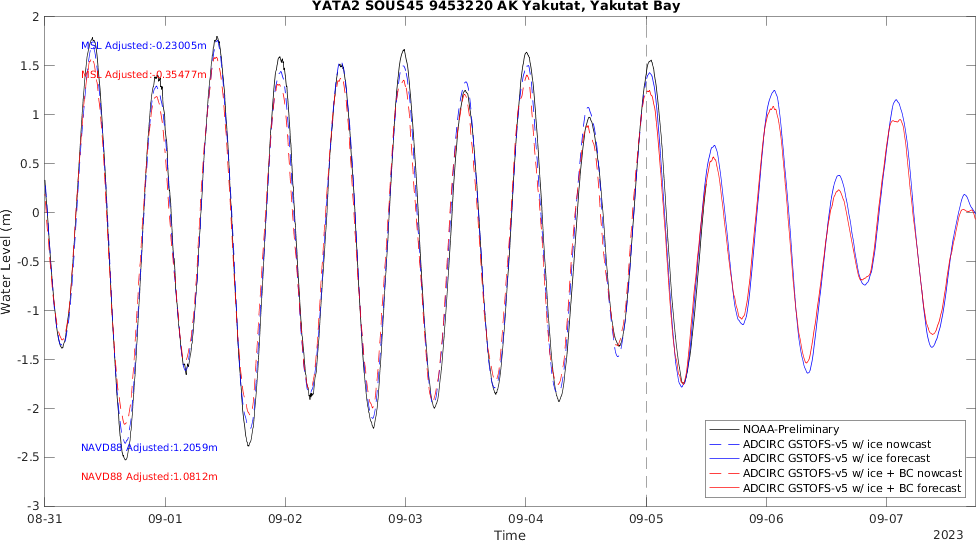 YATA2 SOUS45 9453220 AK Yakutat, Yakutat Bay
2
1.5
1
0.5
0
-0.5
-1
-1.5
-2
-2.5
-3
Water Level (m)
MSL Adjusted:-0.23005m
MSL Adjusted:-0.35477m
NAVD88 Adjusted:1.2059m
NAVD88 Adjusted:1.0812m
NOAA-Preliminary
ADCIRC GSTOFS-v5 w/ ice nowcast
ADCIRC GSTOFS-v5 w/ ice forecast
ADCIRC GSTOFS-v5 w/ ice + BC nowcast
ADCIRC GSTOFS-v5 w/ ice + BC forecast
08-31 09-01 09-02 09-03 09-04 09-05 09-06 09-07
Time
2023